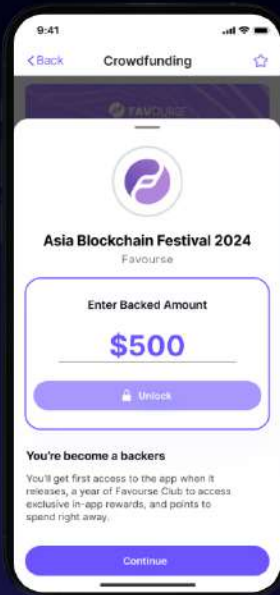 9:41
Back
Crowdfunding
FAVOURSE
Asia Blockchain Festival 2024
Favourse
Enter Backed Amount
$500
Unlock
You're become a backers
You'll get first access to the app when it
releases, a year of Favourse Club to access
exclusive in-app rewards, and points to
spend right away.
Continue